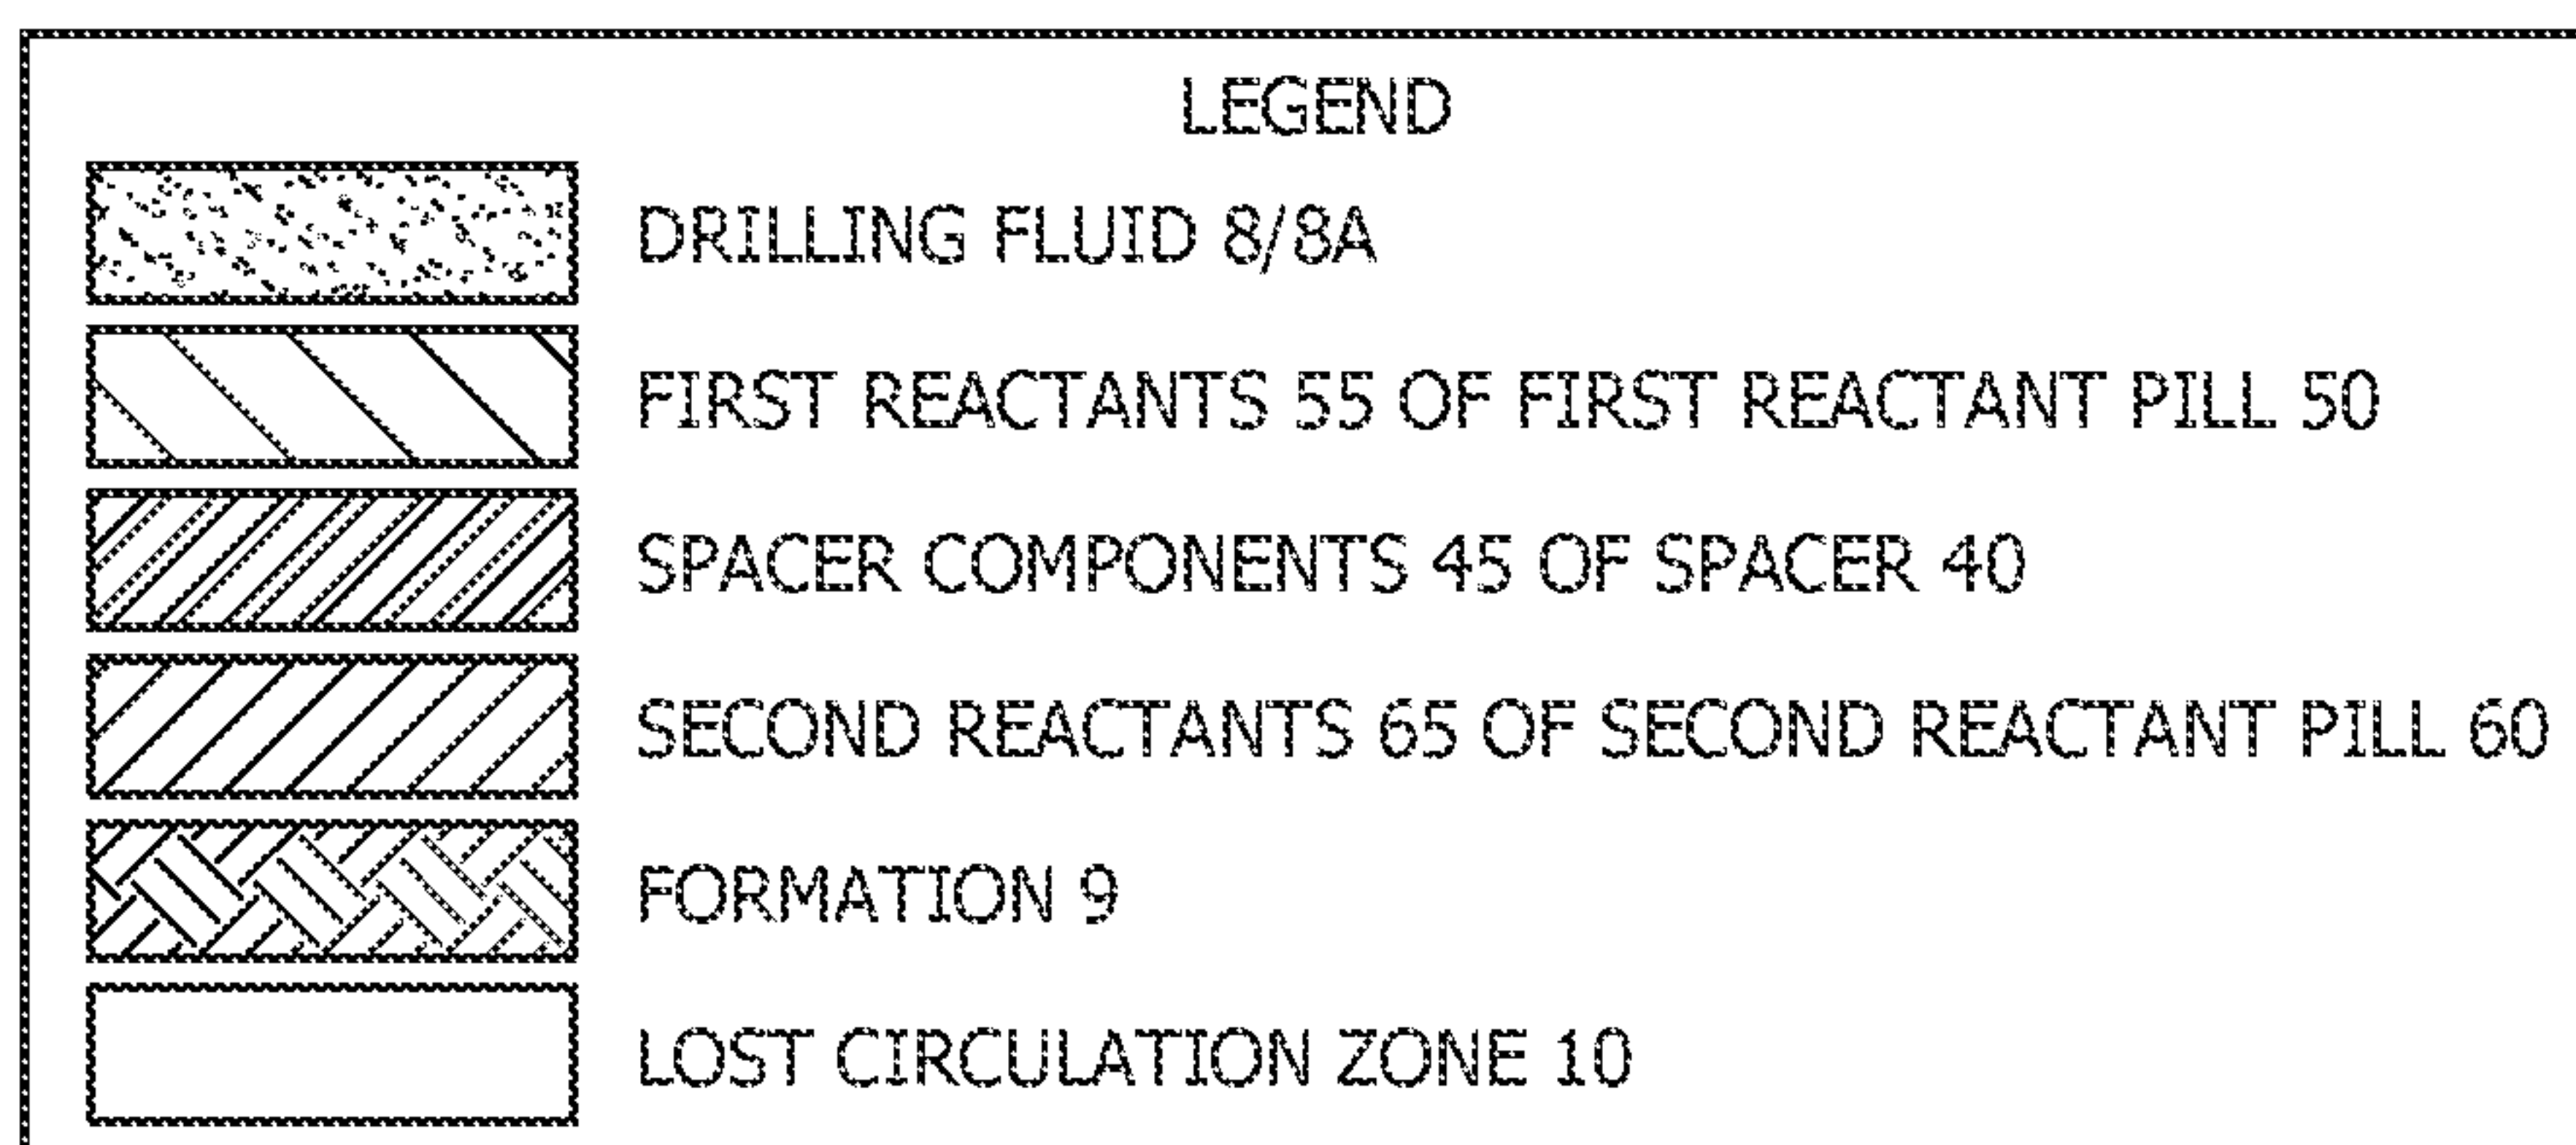 LEGEND
DRILLING FLUID 8/8A
FIRST REACTANTS 55 OF FIRST REACTANT PILL 50
SPACER COMPONENTS 45 OF SPACER 40
SECOND REACTANTS 65 OF SECOND REACTANT PILL 60
FORMATION 9
LOST CIRCULATION ZONE 10